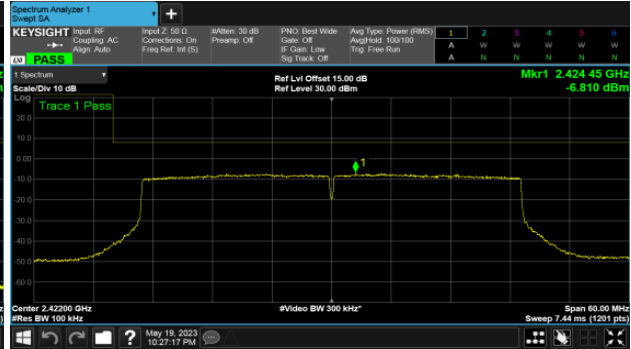 Spectrum Analyzer 1
Swept SA
KEYSIGHT Input: RF Input Z: 50 Ω #Atten: 30 dB PNO: Best Wide Avg Type: Power (RMS) 1 2 3 4 5 6
Coupling: AC Corrections: On Preamp: Off Gate: Off Avg|Hold: 100/100 A W W W W W
Align: Auto Freq Ref: Int (S) IF Gain: Low Trig: Free Run
Sig Track: Off A N N N N N
LXI PASS
1 Spectrum Ref Lvl Offset 15.00 dB Mkr1 2.424 45 GHz
Scale/Div 10 dB Ref Level 30.00 dBm -6.810 dBm
Log
Trace 1 Pass
20.0
10.0
0.00
1
-10.0
-20.0
-30.0
-40.0
-50.0
-60.0
Center 2.42200 GHz #Video BW 300 kHz* Span 60.00 MHz
#Res BW 100 kHz Sweep 7.44 ms (1201 pts)
May 19, 2023
10:27:17 PM